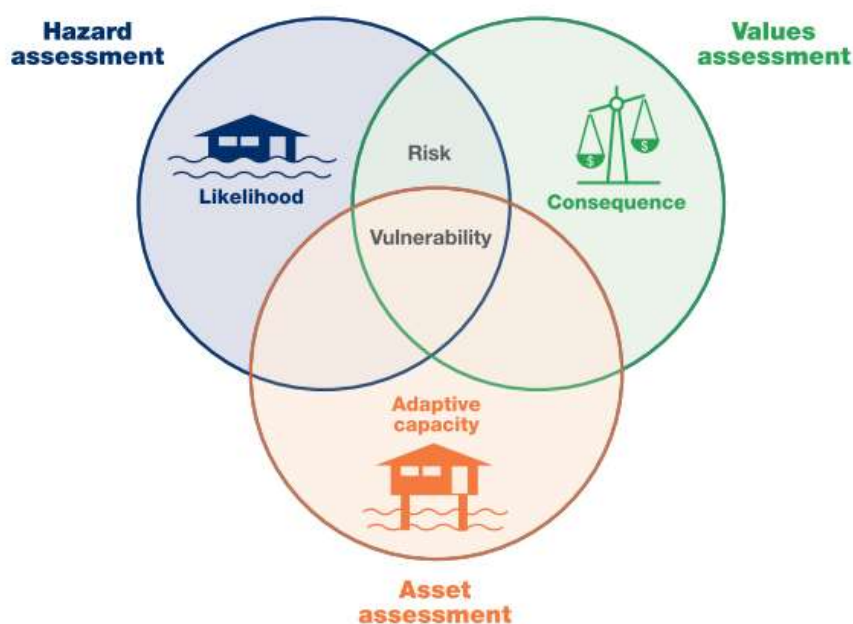 Hazard
assessment
Values
assessment
Risk
Likelihood
$ $
Consequence
Vulnerability
Adaptive
capacity
Asset
assessment